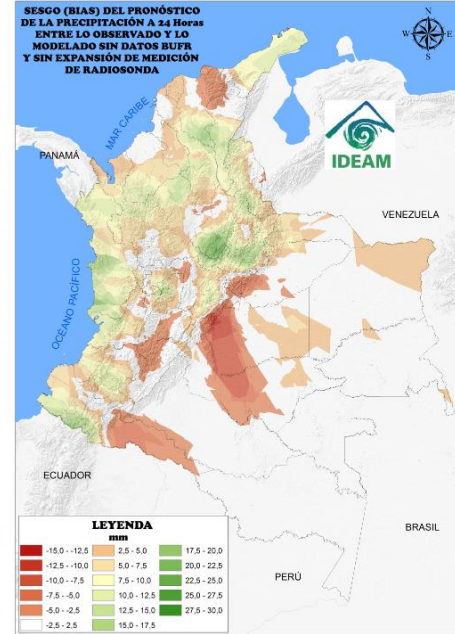 SESGO (BIAS) DEL PRONÓSTICO
DE LA PRECIPITACIÓN A 24 Horas
ENTRE LO OBSERVADO Y LO
MODELADO SIN DATOS BUFR
Y SIN EXPANSIÓN DE MEDICIÓN
DE RADIOSONDA
N
W E
S
MAR CARIBE
PANAMÁ
IDEAM
VENEZUELA
OCÉANO PACÍFICO
ECUADOR
BRASIL
PERÚ
LEYENDA
mm
-15,0 - -12,5
-12,5 - -10,0
-10,0 - -7,5
-7,5 - -5,0
-5,0 - -2,5
-2,5 - 2,5
2,5 - 5,0
5,0 - 7,5
7,5 - 10,0
10,0 - 12,5
12,5 - 15,0
15,0 - 17,5
17,5 - 20,0
20,0 - 22,5
22,5 - 25,0
25,0 - 27,5
27,5 - 30,0